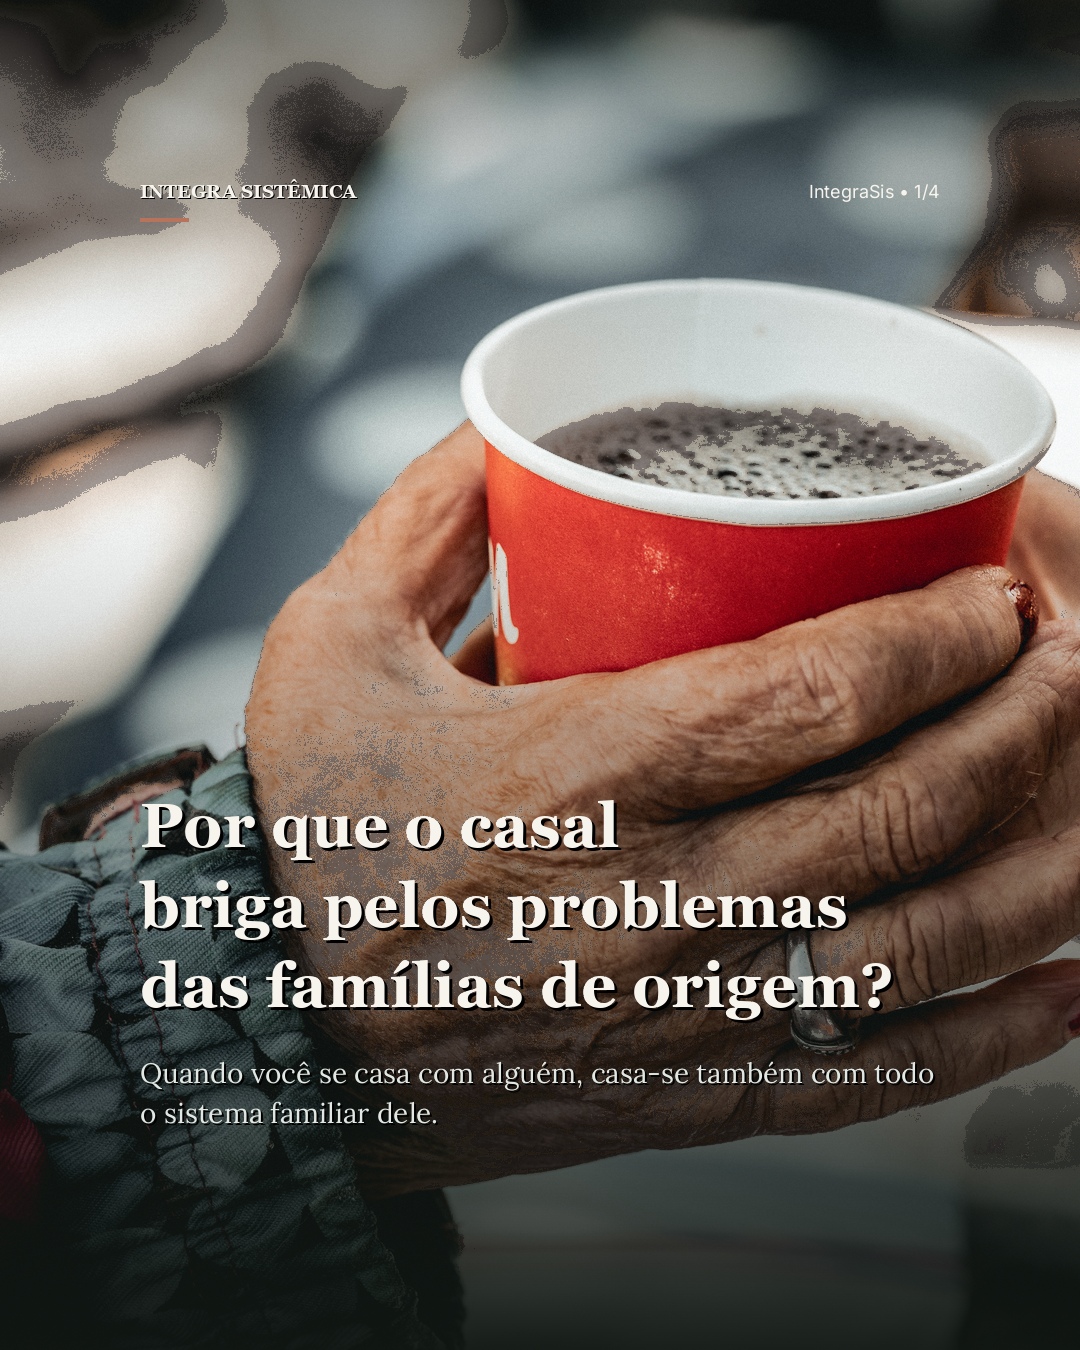 INTEGRA SISTÊMICA
IntegraSis • 1/4
Por que o casal
briga pelos problemas
das famílias de origem?
Quando você se casa com alguém, casa-se também com todo
o sistema familiar dele.